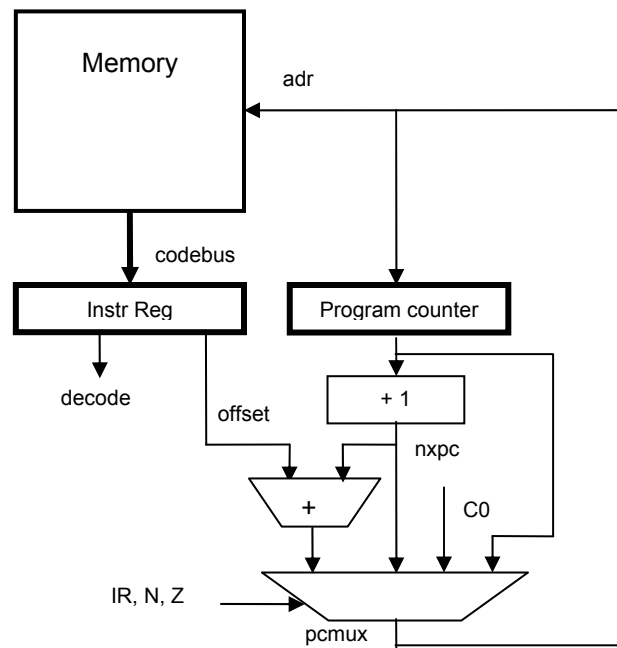 Memory
adr
codebus
Instr Reg
Program counter
decode
+ 1
offset
nxpc
+
C0
IR, N, Z
pcmux